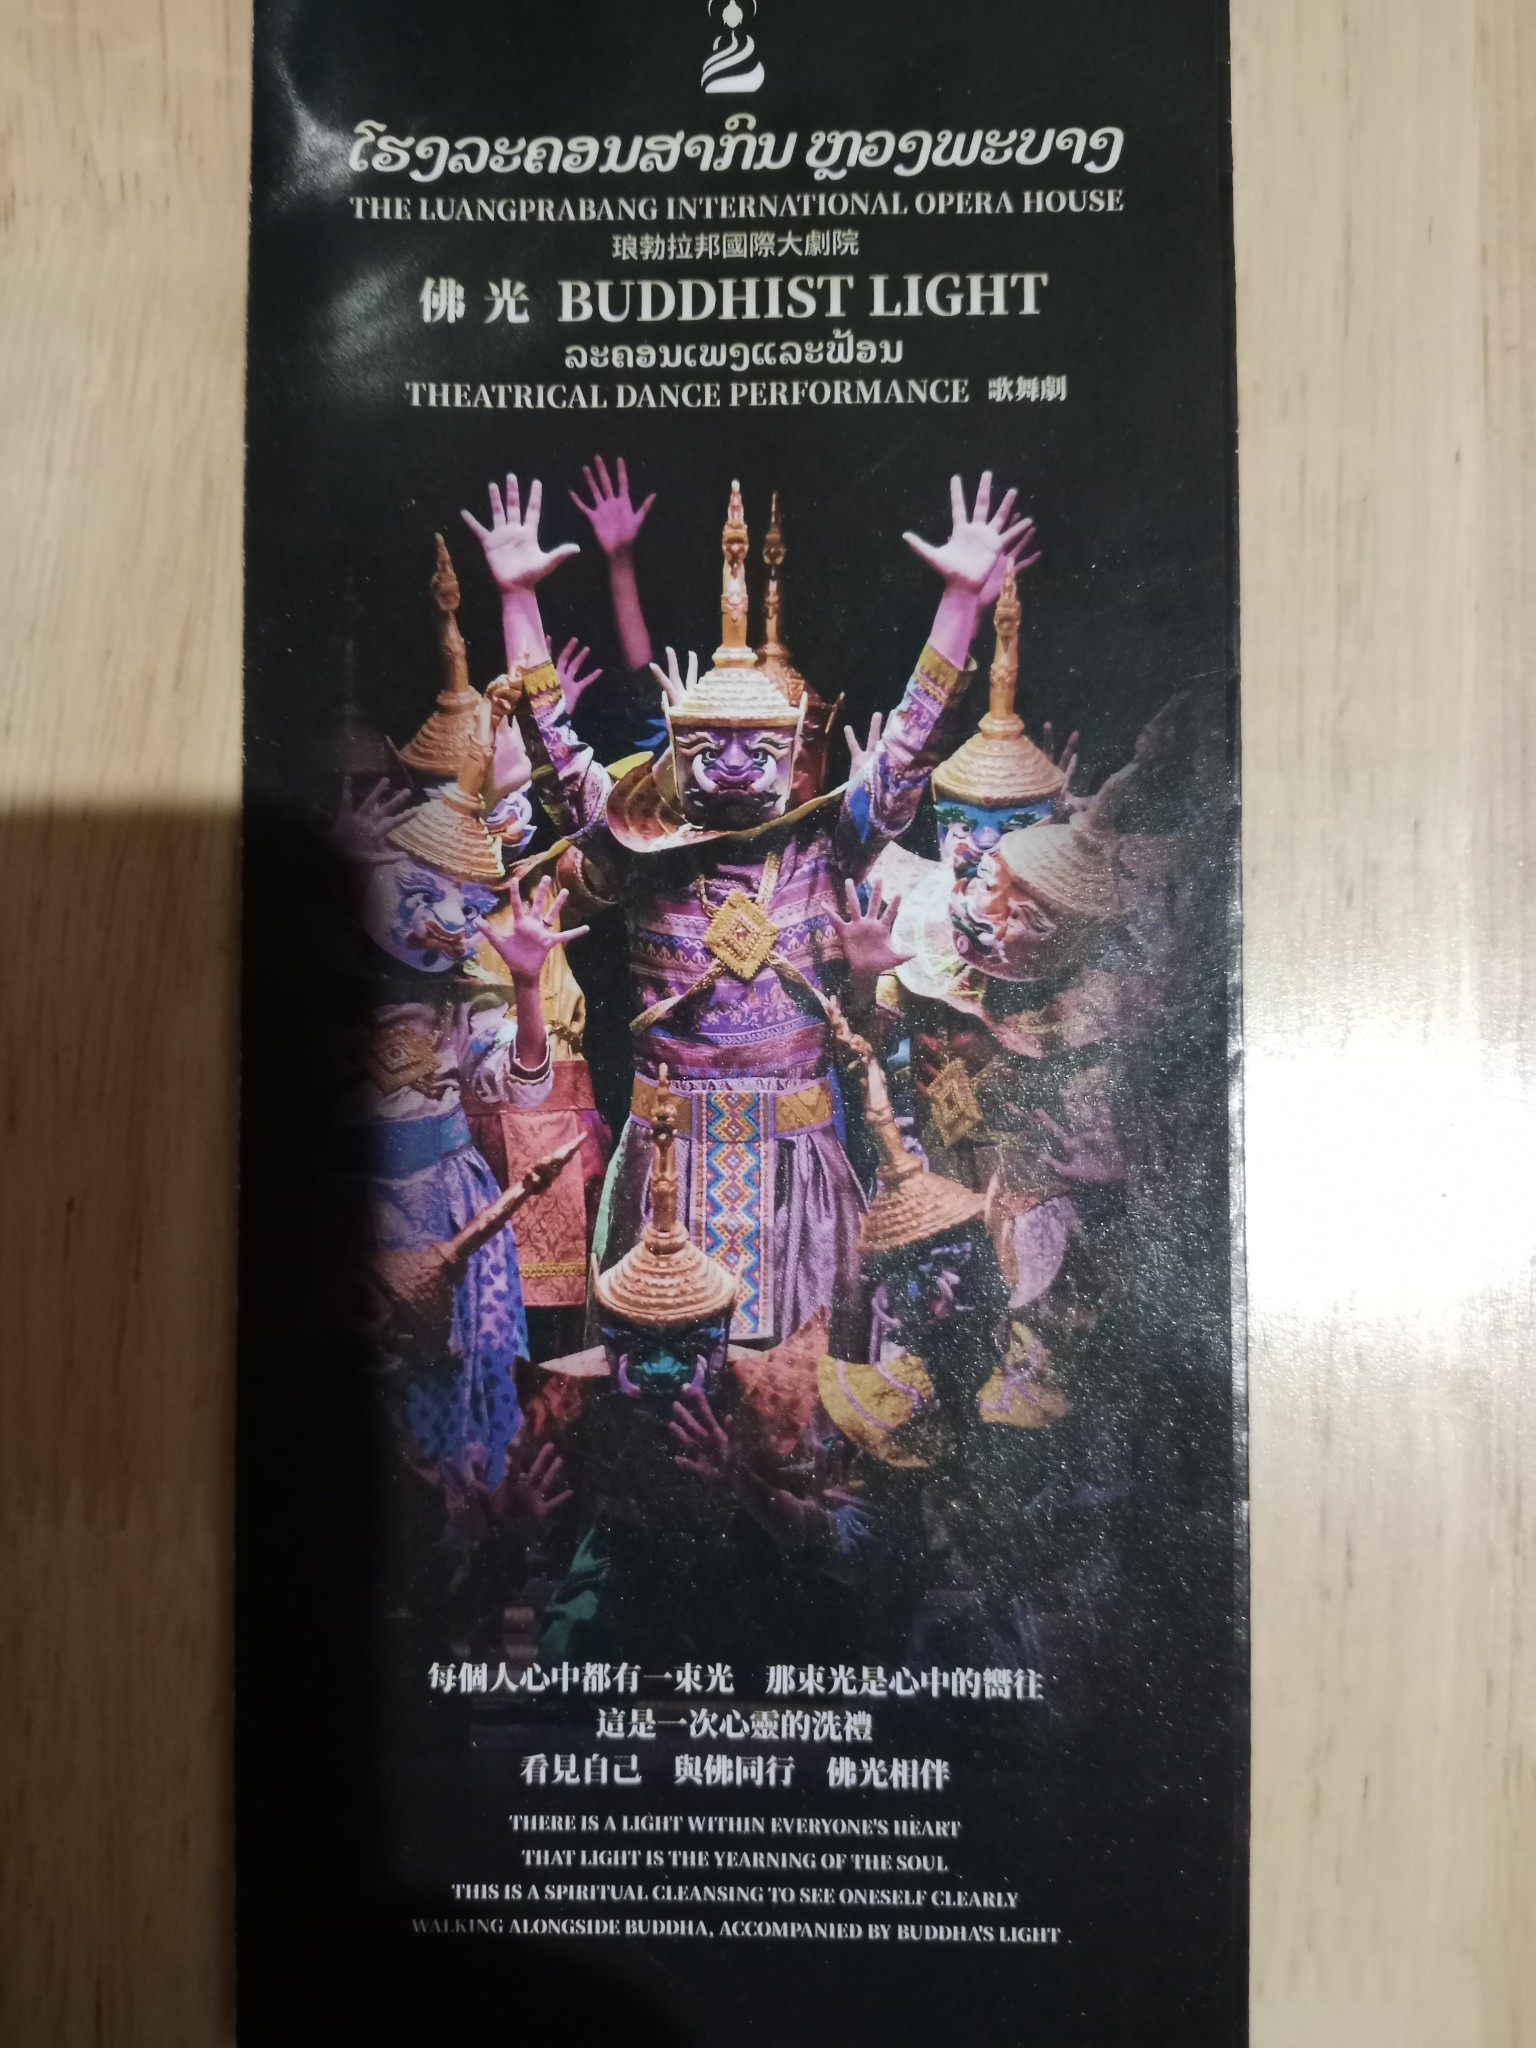 ໂຮງລະຄອນສາກົນ ຫຼວງພະບາງ
THE LUANGPRABANG INTERNATIONAL OPERA HOUSE
琅勃拉邦國際大劇院
佛光 BUDDHIST LIGHT
ລະຄອນເພງແລະຟ້ອນ
THEATRICAL DANCE PERFORMANCE 歌舞劇
每個人心中都有一束光 那束光是心中的嚮往
這是一次心靈的洗禮
看見自己 與佛同行 佛光相伴
THERE IS A LIGHT WITHIN EVERYONE'S HEART
THAT LIGHT IS THE YEARNING OF THE SOUL
THIS IS A SPIRITUAL CLEANSING TO SEE ONESELF CLEARLY
WALKING ALONGSIDE BUDDHA, ACCOMPANIED BY BUDDHA'S LIGHT .